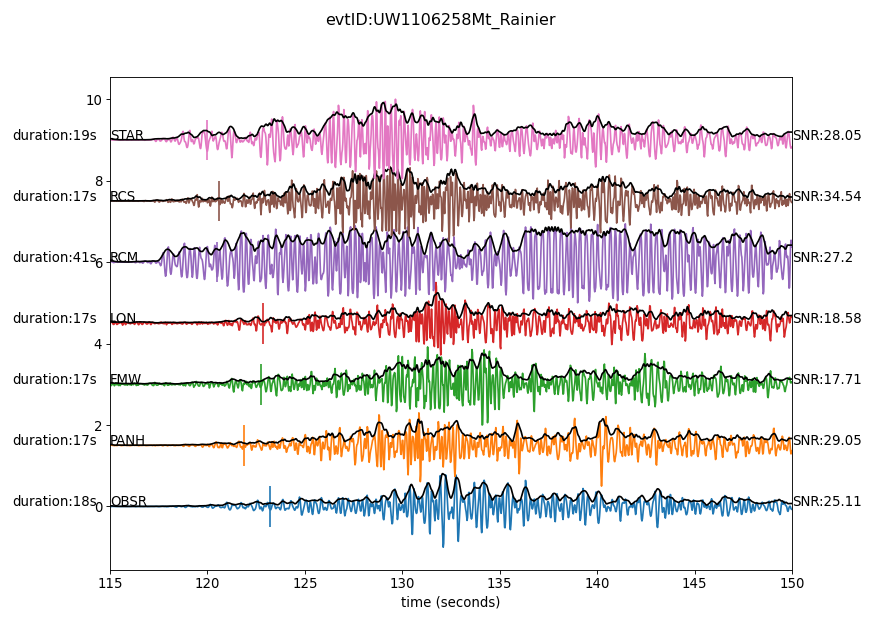 evtID:UW1106258Mt_Rainier
10
duration:19s STAR SNR:28.05
8
duration:17s RCS SNR:34.54
duration:41s RCM SNR:27.2
6
duration:17s LON SNR:18.58
4
duration:17s FMW SNR:17.71
2
duration:17s PANH SNR:29.05
duration:18s OBSR SNR:25.11
0
115 120 125 130 135 140 145 150
time (seconds)